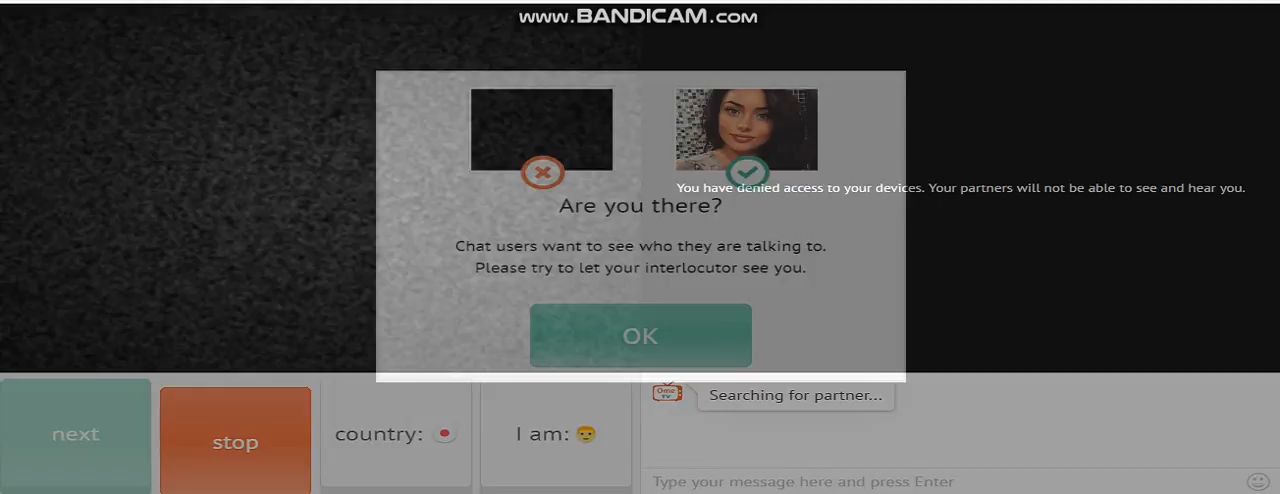 www.BANDICAM.com
You have denied access to your devices. Your partners will not be able to see and hear you.
Are you there?
Chat users want to see who they are talking to.
Please try to let your interlocutor see you.
OK
next
stop
country:
I am:
Ome
TV
Searching for partner...
Type your message here and press Enter